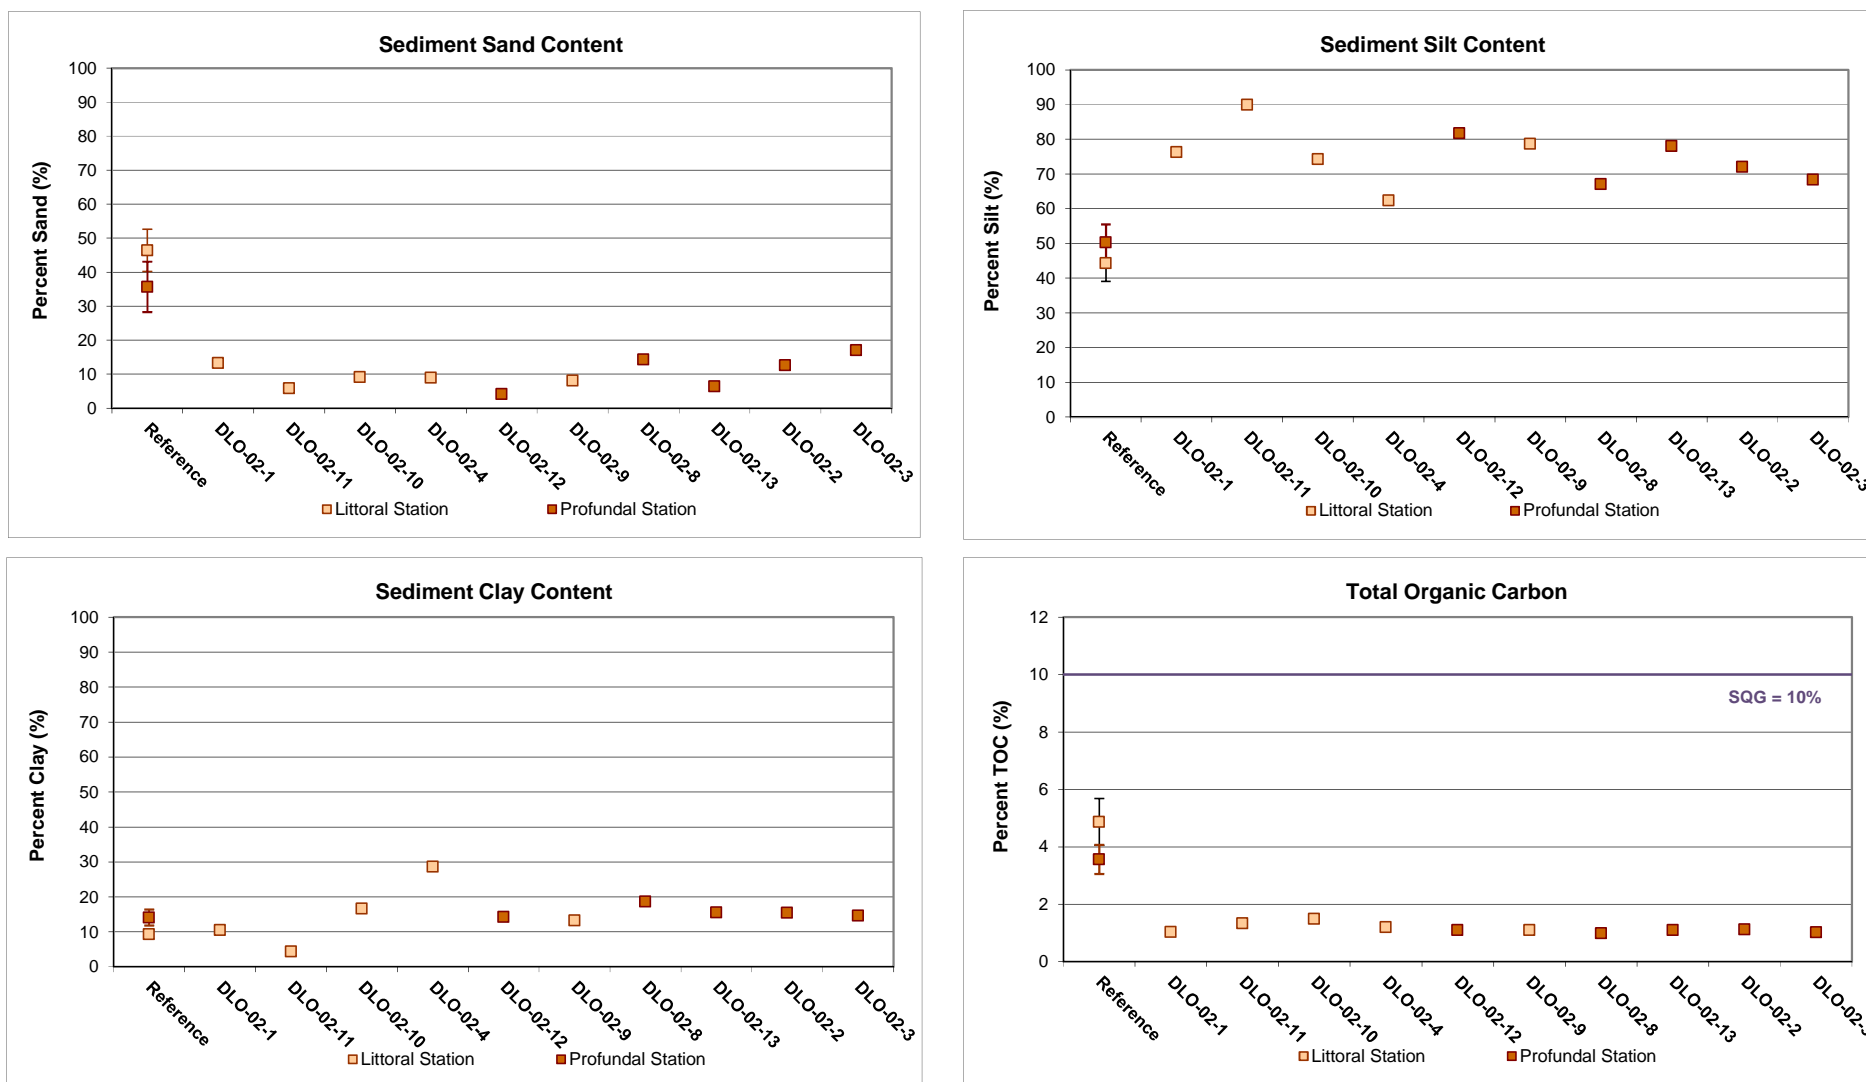 Sediment Sand Content
Percent Sand (%)
100
90
80
70
60
50
40
30
20
10
0
Reference
DLO-02-1
DLO-02-11
DLO-02-10
DLO-02-4
DLO-02-12
DLO-02-9
DLO-02-8
DLO-02-13
DLO-02-2
DLO-02-3
Littoral Station
Profundal Station
Sediment Silt Content
Percent Silt (%)
100
90
80
70
60
50
40
30
20
10
0
Reference
DLO-02-1
DLO-02-11
DLO-02-10
DLO-02-4
DLO-02-12
DLO-02-9
DLO-02-8
DLO-02-13
DLO-02-2
DLO-02-3
Littoral Station
Profundal Station
Sediment Clay Content
Percent Clay (%)
100
90
80
70
60
50
40
30
20
10
0
Reference
DLO-02-1
DLO-02-11
DLO-02-10
DLO-02-4
DLO-02-12
DLO-02-9
DLO-02-8
DLO-02-13
DLO-02-2
DLO-02-3
Littoral Station
Profundal Station
Total Organic Carbon
Percent TOC (%)
12
10
8
6
4
2
0
SQG = 10%
Reference
DLO-02-1
DLO-02-11
DLO-02-10
DLO-02-4
DLO-02-12
DLO-02-9
DLO-02-8
DLO-02-13
DLO-02-2
DLO-02-3
Littoral Station
Profundal Station